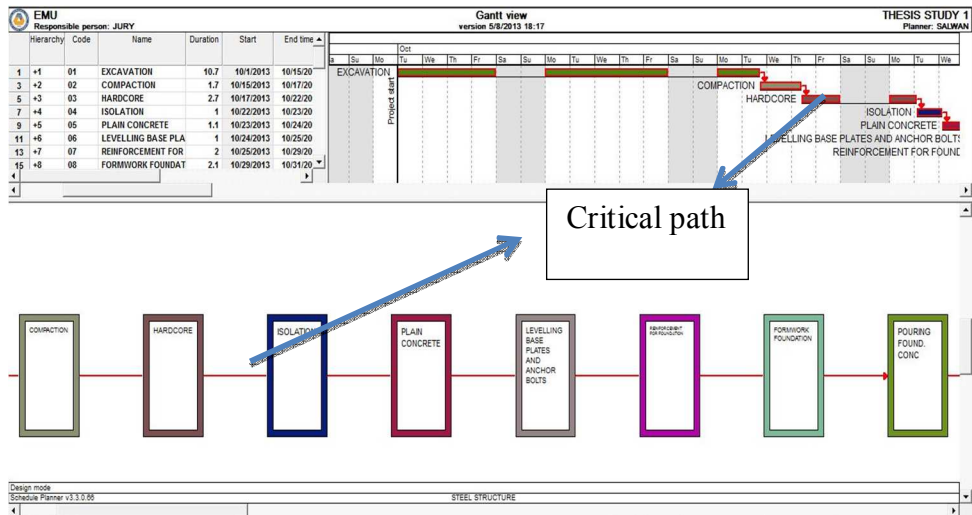 EMU
Responsible person: JURY
Gantt view
version 5/8/2013 18:17
THESIS STUDY 1
Planner: SALWAN
Hierarchy Code Name Duration Start End time
1 +1 01 EXCAVATION 10.7 10/1/2013 10/15/20
3 +2 02 COMPACTION 1.7 10/15/2013 10/17/20
5 +3 03 HARDCORE 2.7 10/17/2013 10/22/20
7 +4 04 ISOLATION 1 10/22/2013 10/23/20
9 +5 05 PLAIN CONCRETE 1.1 10/23/2013 10/24/20
11 +6 06 LEVELLING BASE PLA 1 10/24/2013 10/25/20
13 +7 07 REINFORCEMENT FOR 2 10/25/2013 10/29/20
15 +8 08 FORMWORK FOUNDAT 2.1 10/29/2013 10/31/20
Oct
a Su Mo Tu We Th Fr Sa Su Mo Tu We Th Fr Sa Su Mo Tu We Th Fr Sa Su Mo Tu We
Project start
EXCAVATION
COMPACTION
HARDCORE
ISOLATION
PLAIN CONCRETE
LEVELLING BASE PLATES AND ANCHOR BOLTS
REINFORCEMENT FOR FOUND
Critical path
COMPACTION
HARDCORE
ISOLATION
PLAIN
CONCRETE
LEVELLING
BASE
PLATES
AND
ANCHOR
BOLTS
REINFORCEMENT
FOR FOUNDATION
FORMWORK
FOUNDATION
POURING
FOUND.
CONC
Design mode
Schedule Planner v3.3.0.66
STEEL STRUCTURE